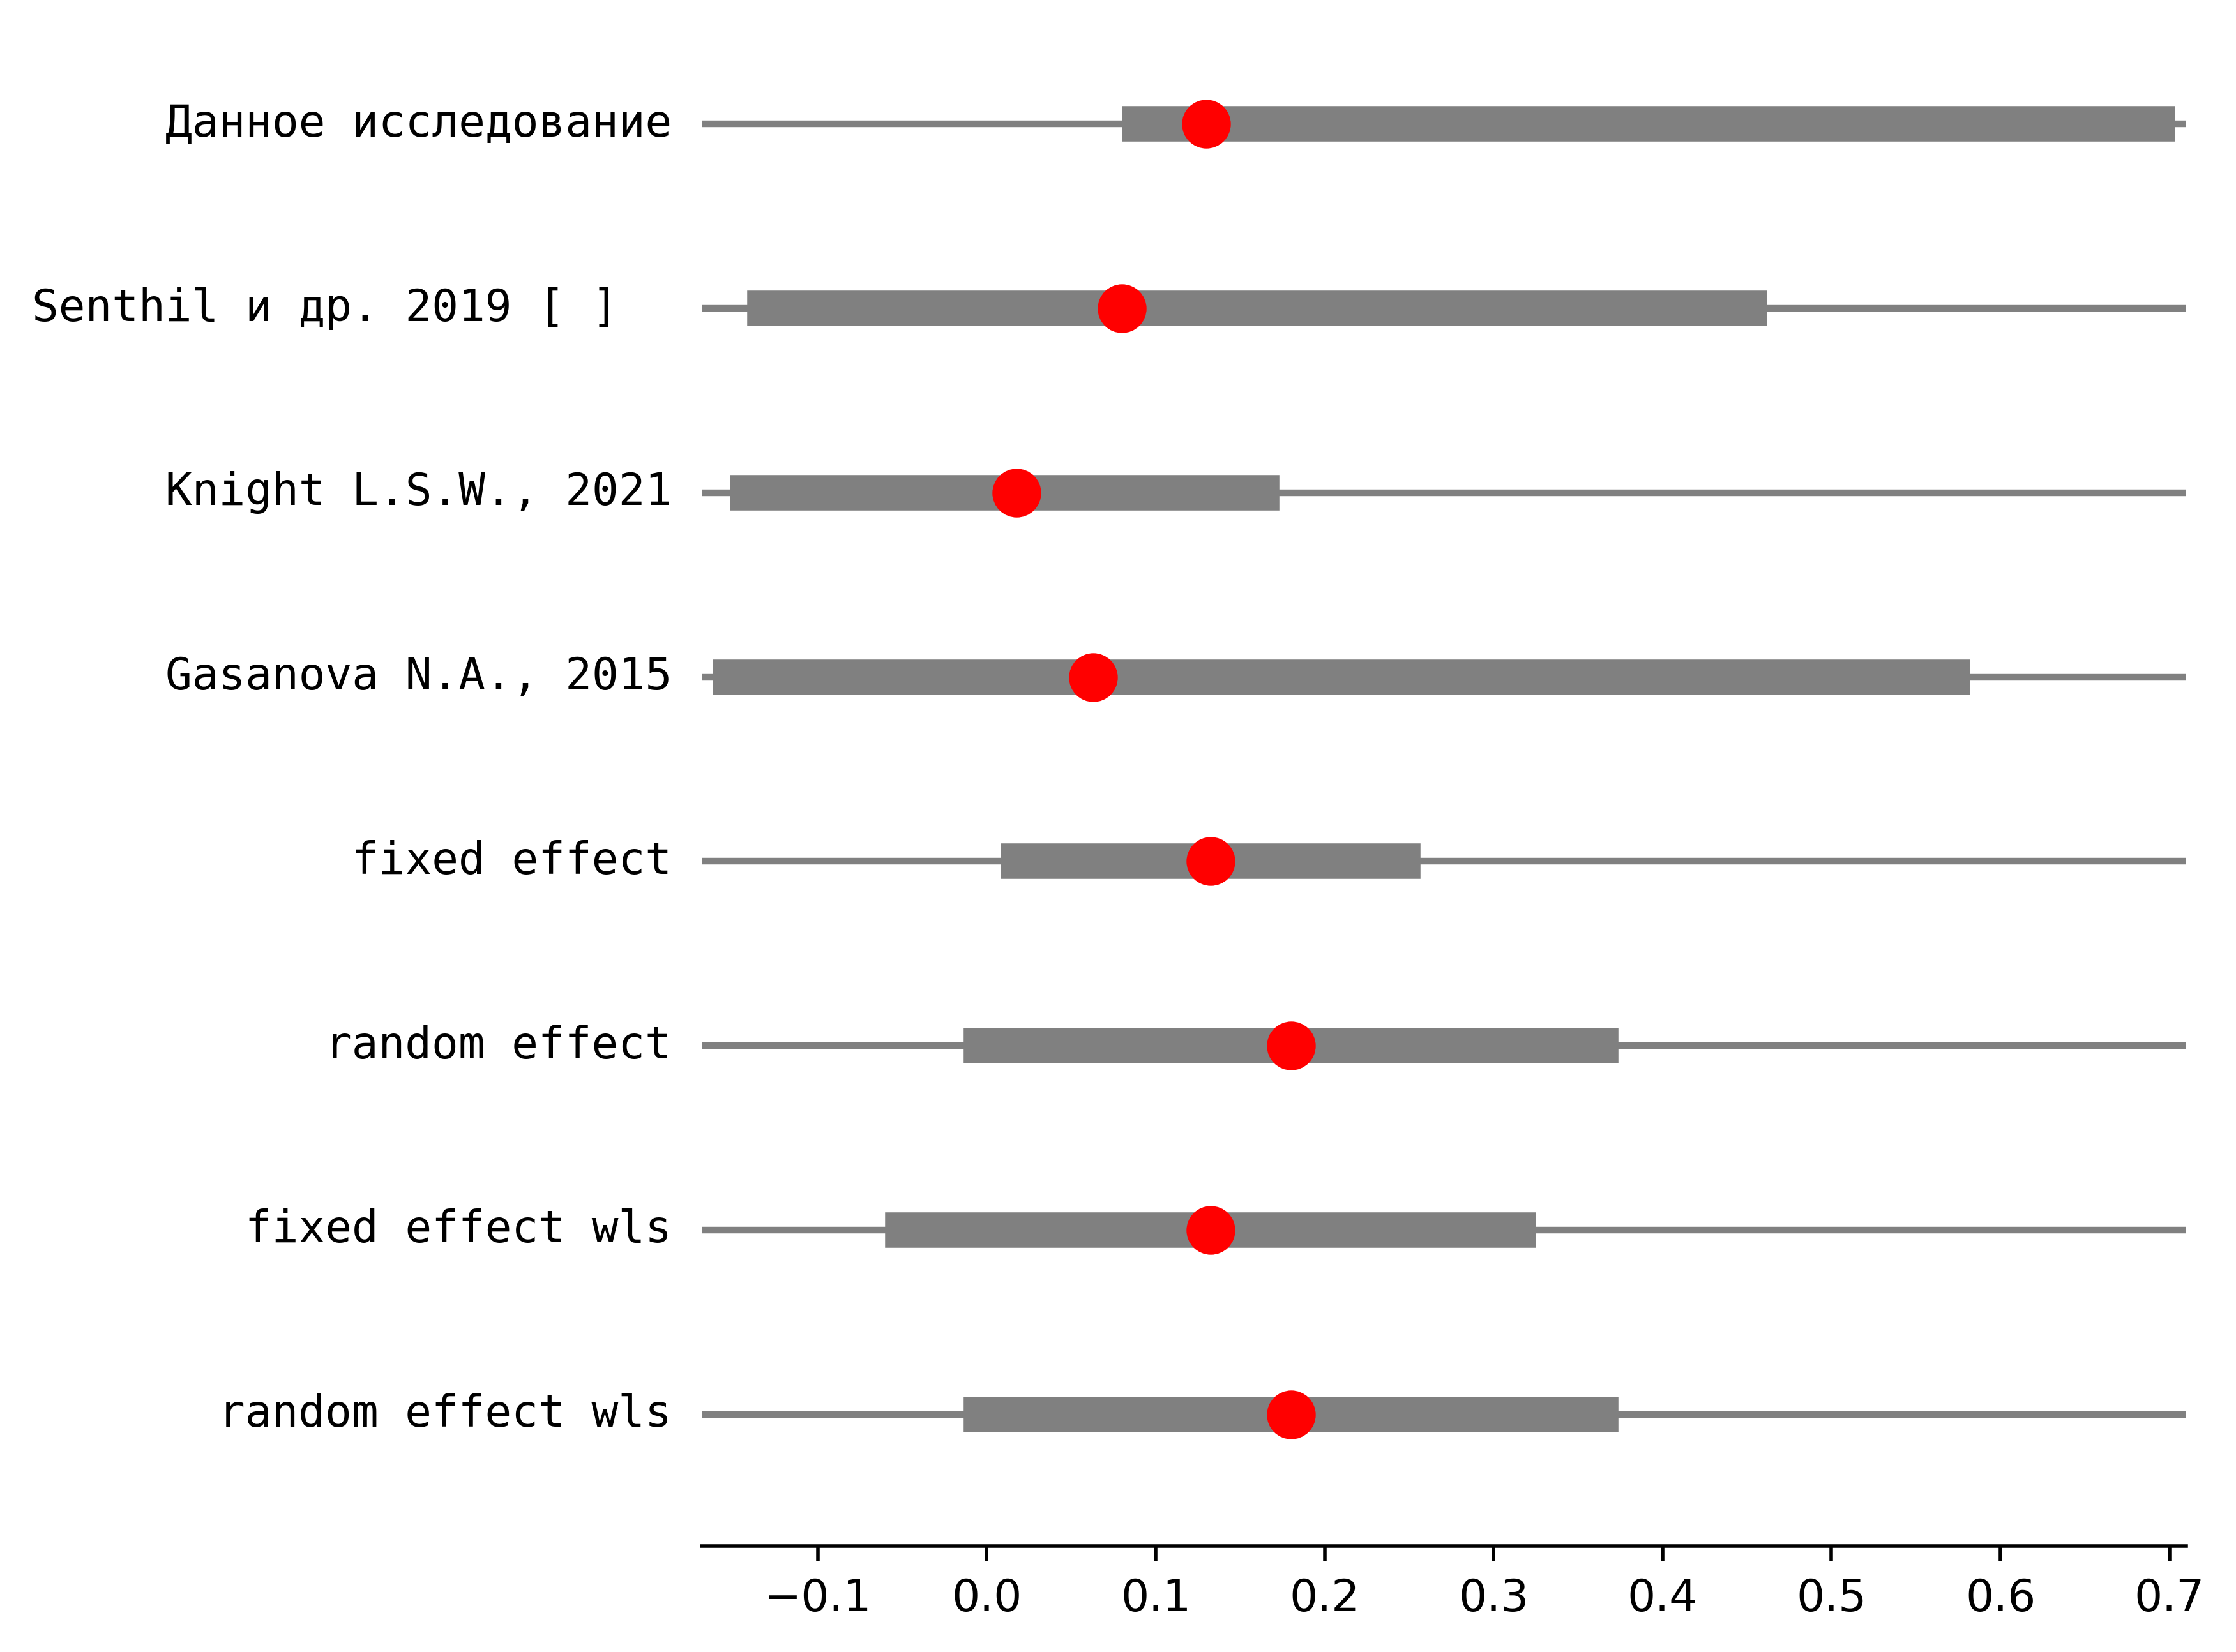 Данное исследование
Senthil и др. 2019 [ ]
Knight L.S.W., 2021
Gasanova N.A., 2015
fixed effect
random effect
fixed effect wls
random effect wls
−0.1 0.0 0.1 0.2 0.3 0.4 0.5 0.6 0.7